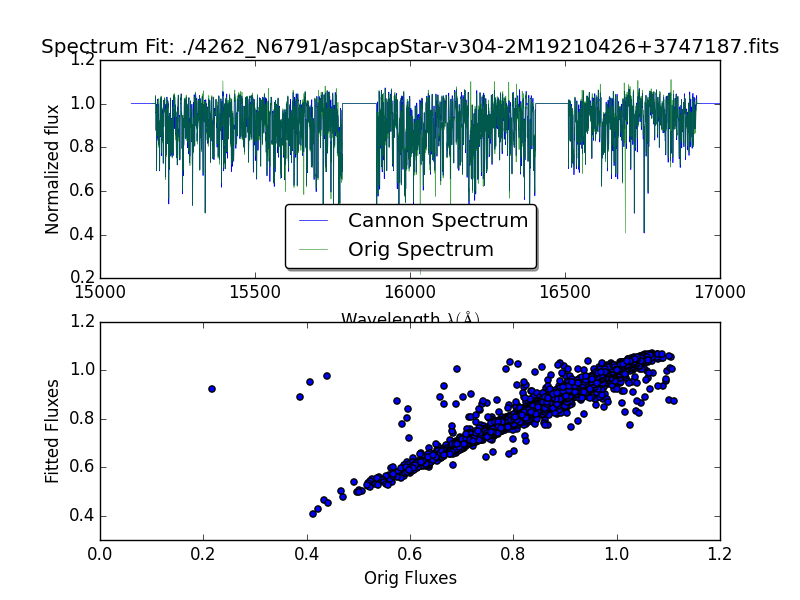 Spectrum Fit: ./4262_N6791/aspcapStar-v304-2M19210426+3747187.fits
1.2
1.0
0.8
0.6
0.4
0.2
Normalized flux
Cannon Spectrum
Orig Spectrum
15000 15500 16000 16500 17000
Wavelength λ(Å)
1.2
1.0
0.8
0.6
0.4
Fitted Fluxes
0.0 0.2 0.4 0.6 0.8 1.0 1.2
Orig Fluxes